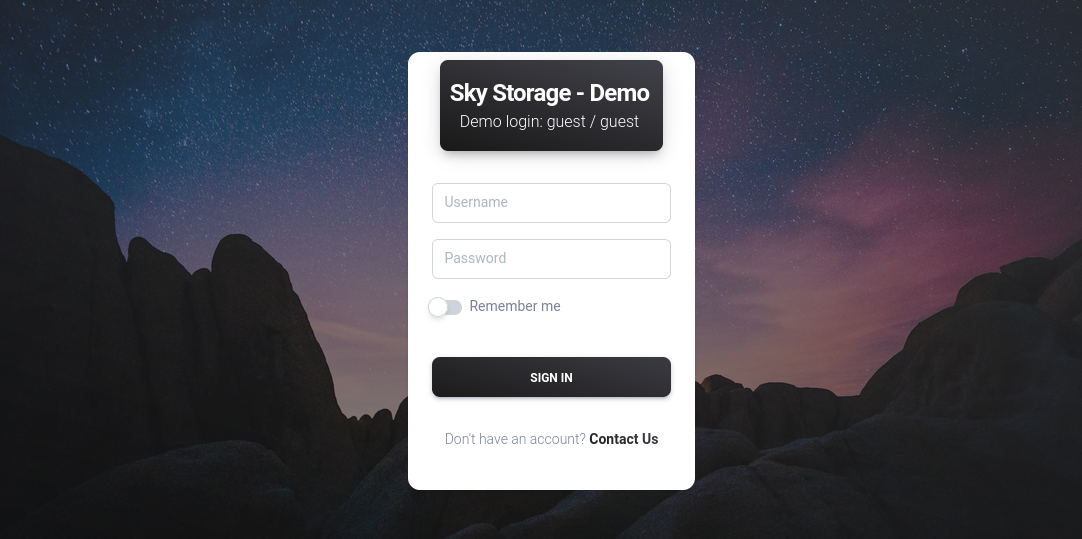 Sky Storage - Demo
Demo login: guest / guest
Username
Password
Remember me
SIGN IN
Don't have an account? Contact Us